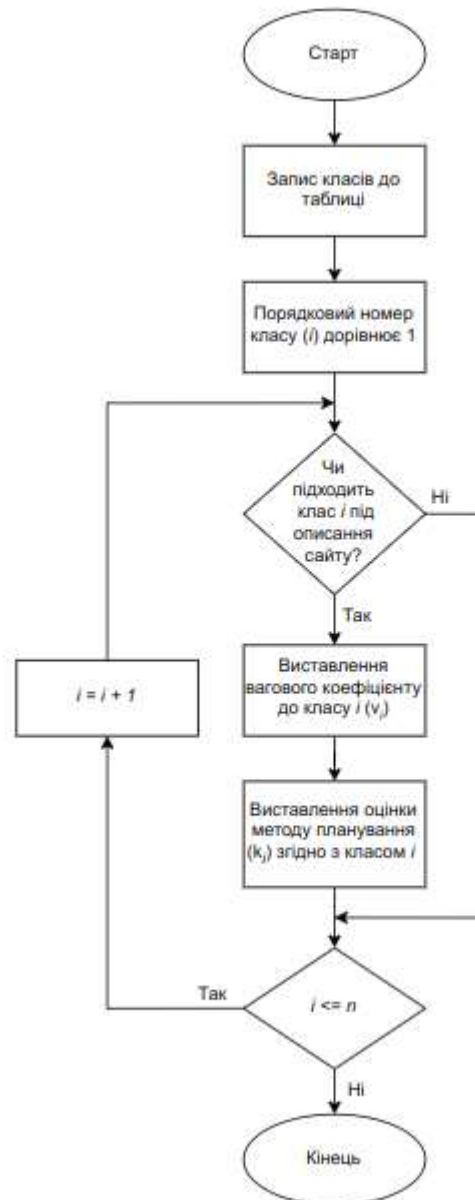 Старт
Запис класів до
таблиці
Порядковий номер
класу (i) дорівнює 1
Чи
підходить
клас i під
описання
сайту?
Ні
Так
Виставлення
вагового коефіцієнту
до класу i (vᵢ)
i = i + 1
Виставлення оцінки
методу планування
(kⱼ) згідно з класом i
Так
i <= n
Ні
Кінець